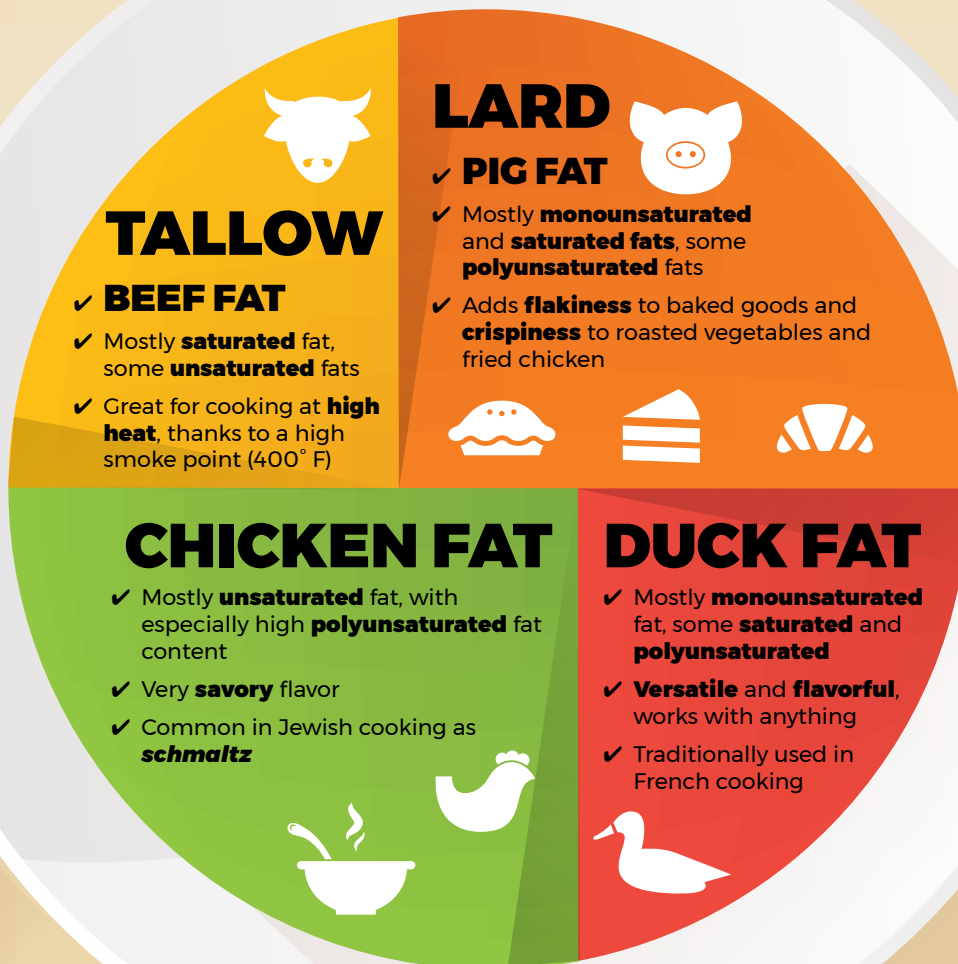 TALLOW
✔ BEEF FAT
✔ Mostly saturated fat,
some unsaturated fats
✔ Great for cooking at high
heat, thanks to a high
smoke point (400° F)
LARD
✔ PIG FAT
✔ Mostly monounsaturated
and saturated fats, some
polyunsaturated fats
✔ Adds flakiness to baked goods and
crispiness to roasted vegetables and
fried chicken
CHICKEN FAT
✔ Mostly unsaturated fat, with
especially high polyunsaturated fat
content
✔ Very savory flavor
✔ Common in Jewish cooking as
schmaltz
DUCK FAT
✔ Mostly monounsaturated
fat, some saturated and
polyunsaturated
✔ Versatile and flavorful,
works with anything
✔ Traditionally used in
French cooking